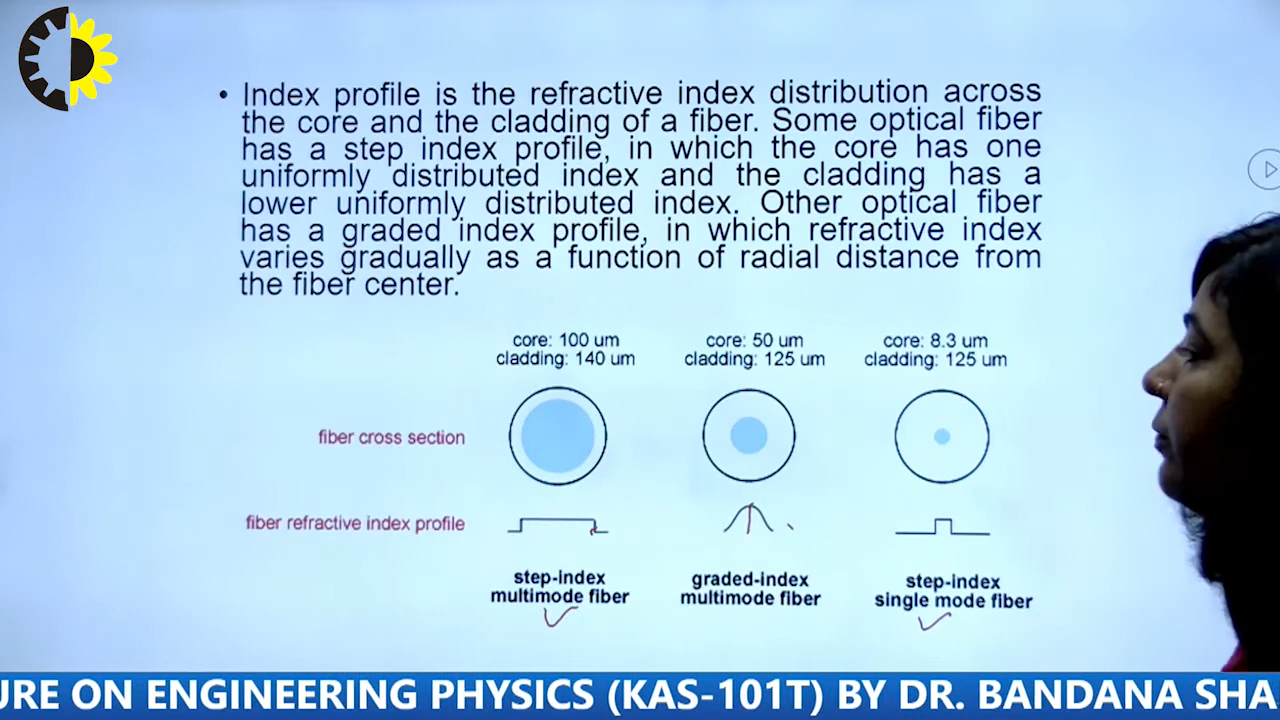 • Index profile is the refractive index distribution across
the core and the cladding of a fiber. Some optical fiber
has a step index profile, in which the core has one
uniformly distributed index and the cladding has a
lower uniformly distributed index. Other optical fiber
has a graded index profile, in which refractive index
varies gradually as a function of radial distance from
the fiber center.
core: 100 um
cladding: 140 um
core: 50 um
cladding: 125 um
core: 8.3 um
cladding: 125 um
fiber cross section
fiber refractive index profile
step-index
multimode fiber
graded-index
multimode fiber
step-index
single mode fiber
URE ON ENGINEERING PHYSICS (KAS-101T) BY DR. BANDANA SHA